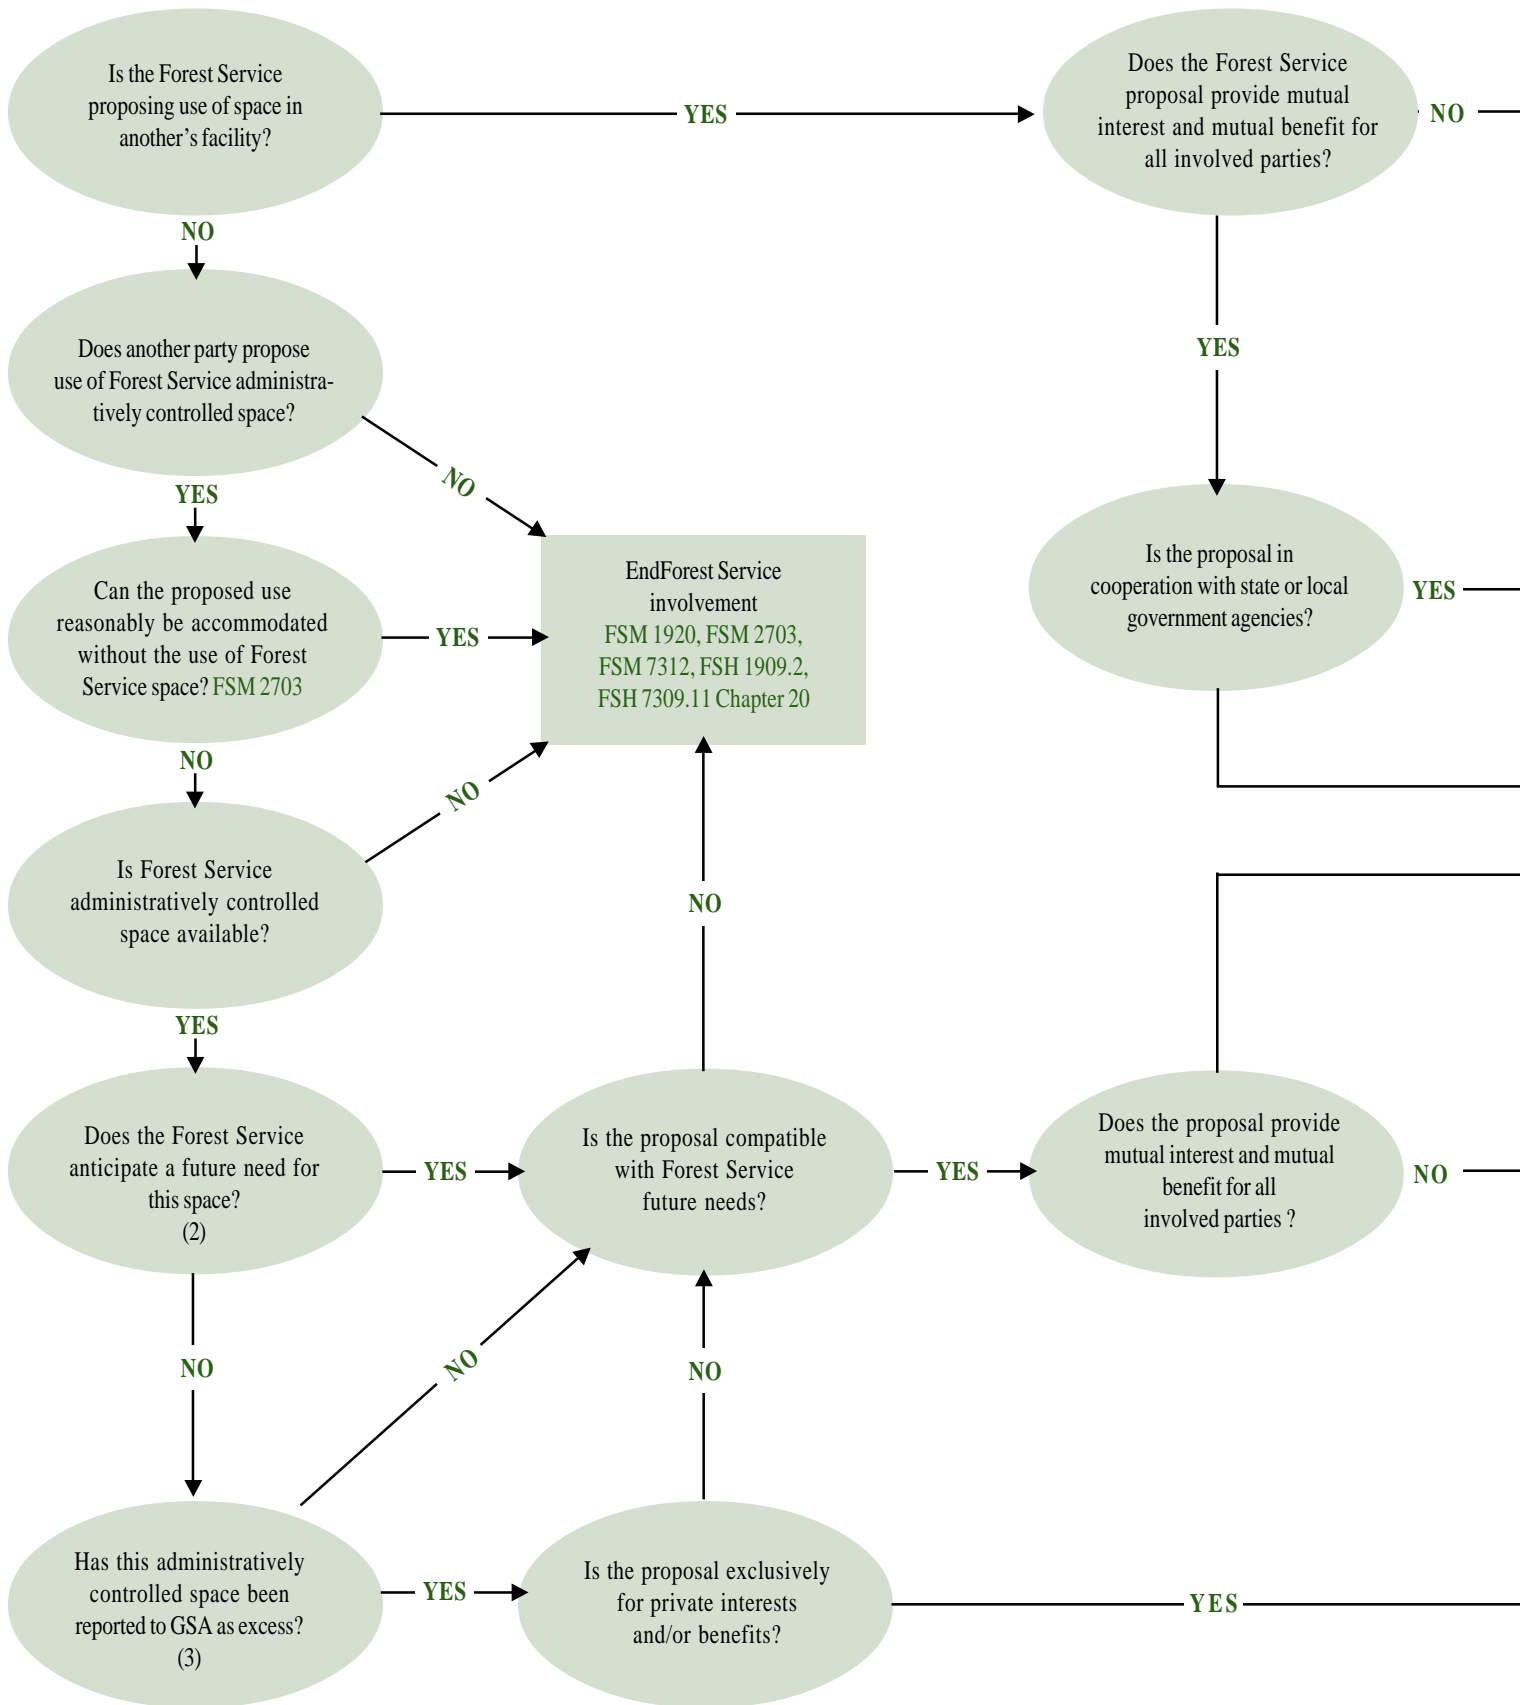 Is the Forest Service
proposing use of space in
another’s facility?
YES
Does the Forest Service
proposal provide mutual
interest and mutual benefit for
all involved parties?
NO
NO
YES
Does another party propose
use of Forest Service administra-
tively controlled space?
NO
YES
Can the proposed use
reasonably be accommodated
without the use of Forest
Service space? FSM 2703
YES
EndForest Service
involvement
FSM 1920, FSM 2703,
FSM 7312, FSH 1909.2,
FSH 7309.11 Chapter 20
Is the proposal in
cooperation with state or local
government agencies?
YES
NO
NO
Is Forest Service
administratively controlled
space available?
NO
YES
Does the Forest Service
anticipate a future need for
this space?
(2)
YES
Is the proposal compatible
with Forest Service
future needs?
YES
Does the proposal provide
mutual interest and mutual
benefit for all
involved parties ?
NO
NO
NO
NO
Has this administratively
controlled space been
reported to GSA as excess?
(3)
YES
Is the proposal exclusively
for private interests
and/or benefits?
YES